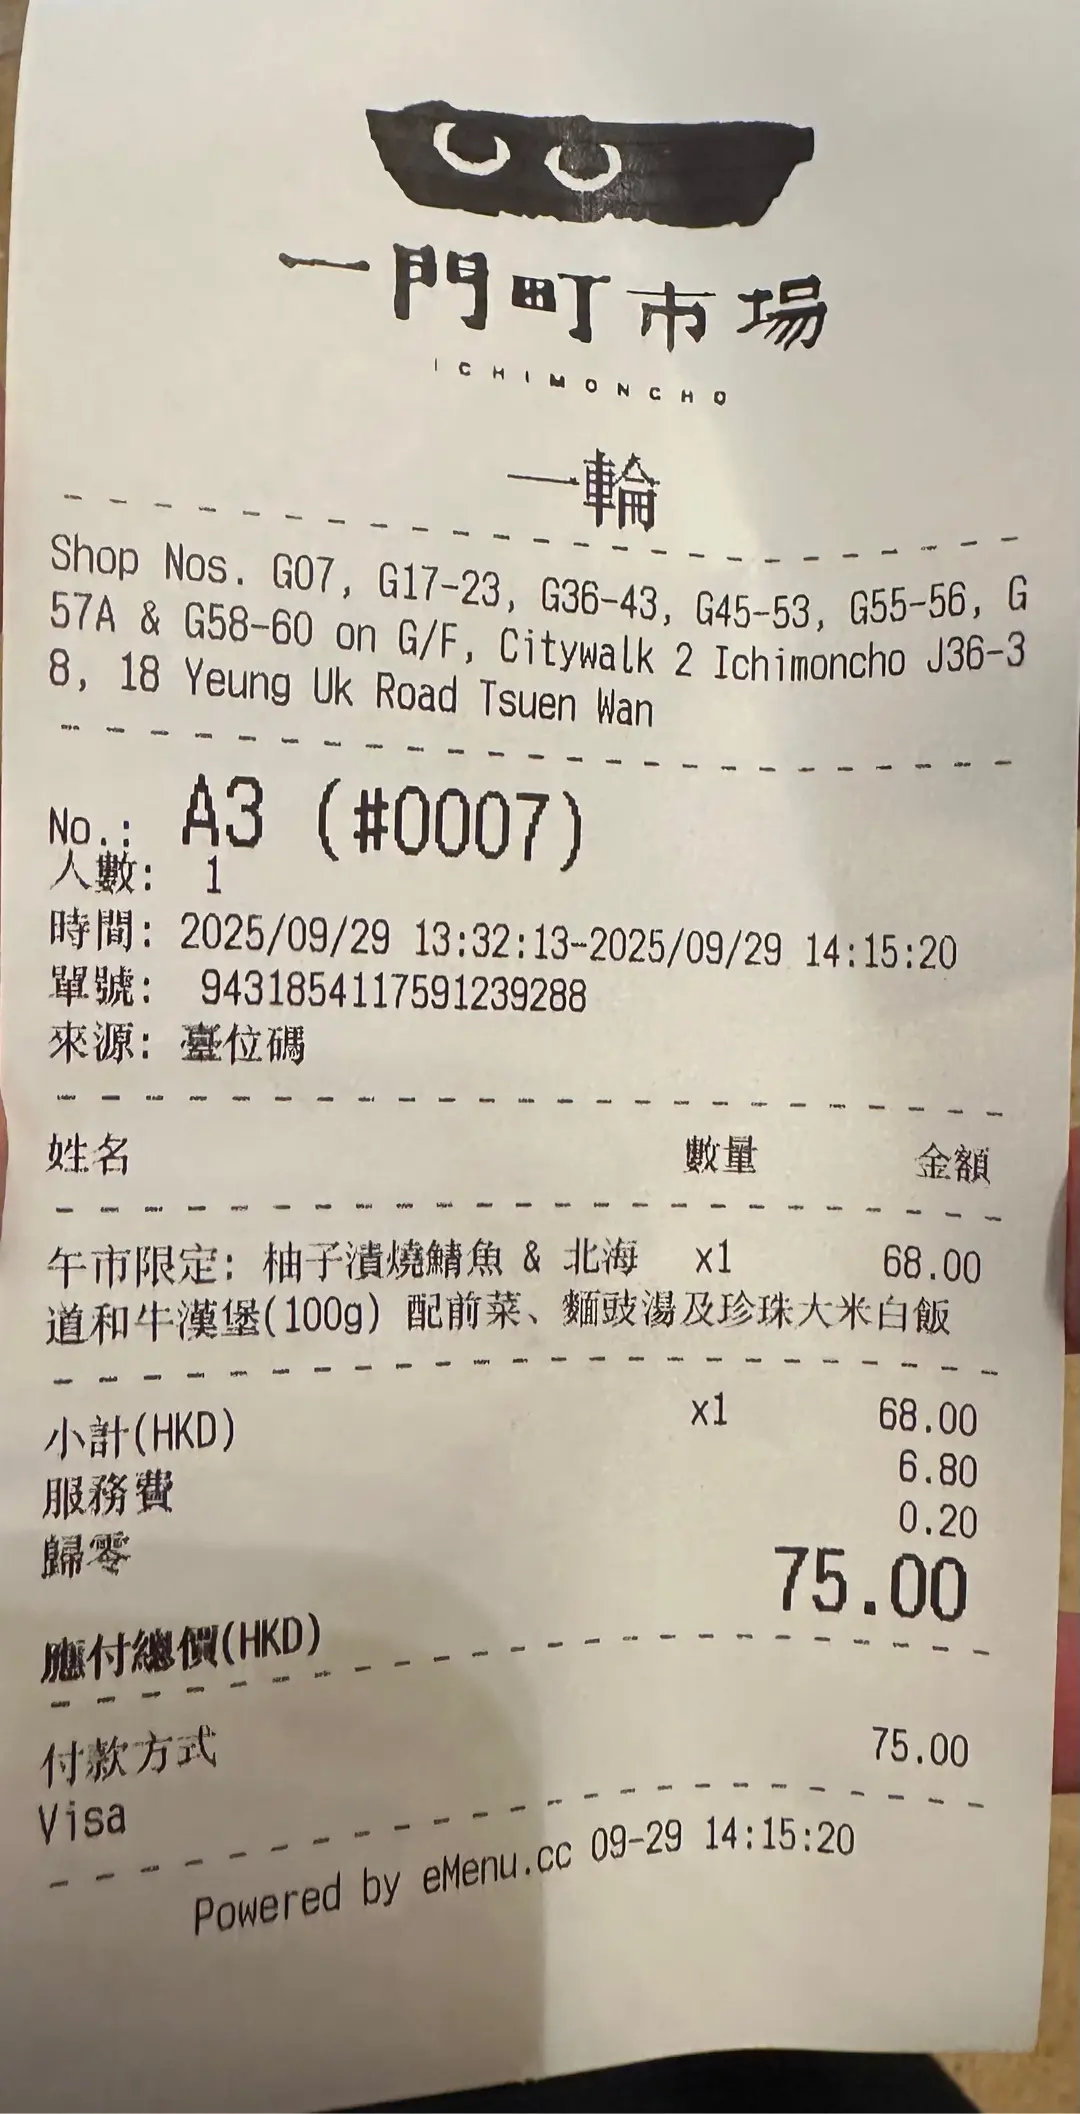 一門町市場
ICHIMONCHO
一輪
Shop Nos. G07, G17-23, G36-43, G45-53, G55-56, G
57A & G58-60 on G/F, Citywalk 2 Ichimoncho J36-3
8, 18 Yeung Uk Road Tsuen Wan
No.: A3 (#0007)
人數: 1
時間: 2025/09/29 13:32:13-2025/09/29 14:15:20
單號: 9431854117591239288
來源: 臺位碼
姓名 數量 金額
午市限定: 柚子漬燒鯖魚 & 北海 x1 68.00
道和牛漢堡(100g) 配前菜、麵豉湯及珍珠大米白飯
小計(HKD) x1 68.00
服務費 6.80
歸零 0.20
應付總價(HKD) 75.00
付款方式 75.00
Visa
Powered by eMenu.cc 09-29 14:15:20